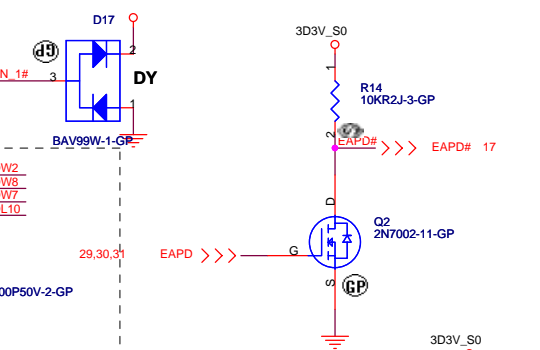 D17
3D3V_S0
GP
2
N_1#
3
DY
1
1
R14
10KR2J-3-GP
BAV99W-1-GP
2
EAPD#
EAPD# 17
W2
W8
W7
L10
D
Q2
2N7002-11-GP
29,30,31
EAPD
G
S
GP
00P50V-2-GP
3D3V_S0